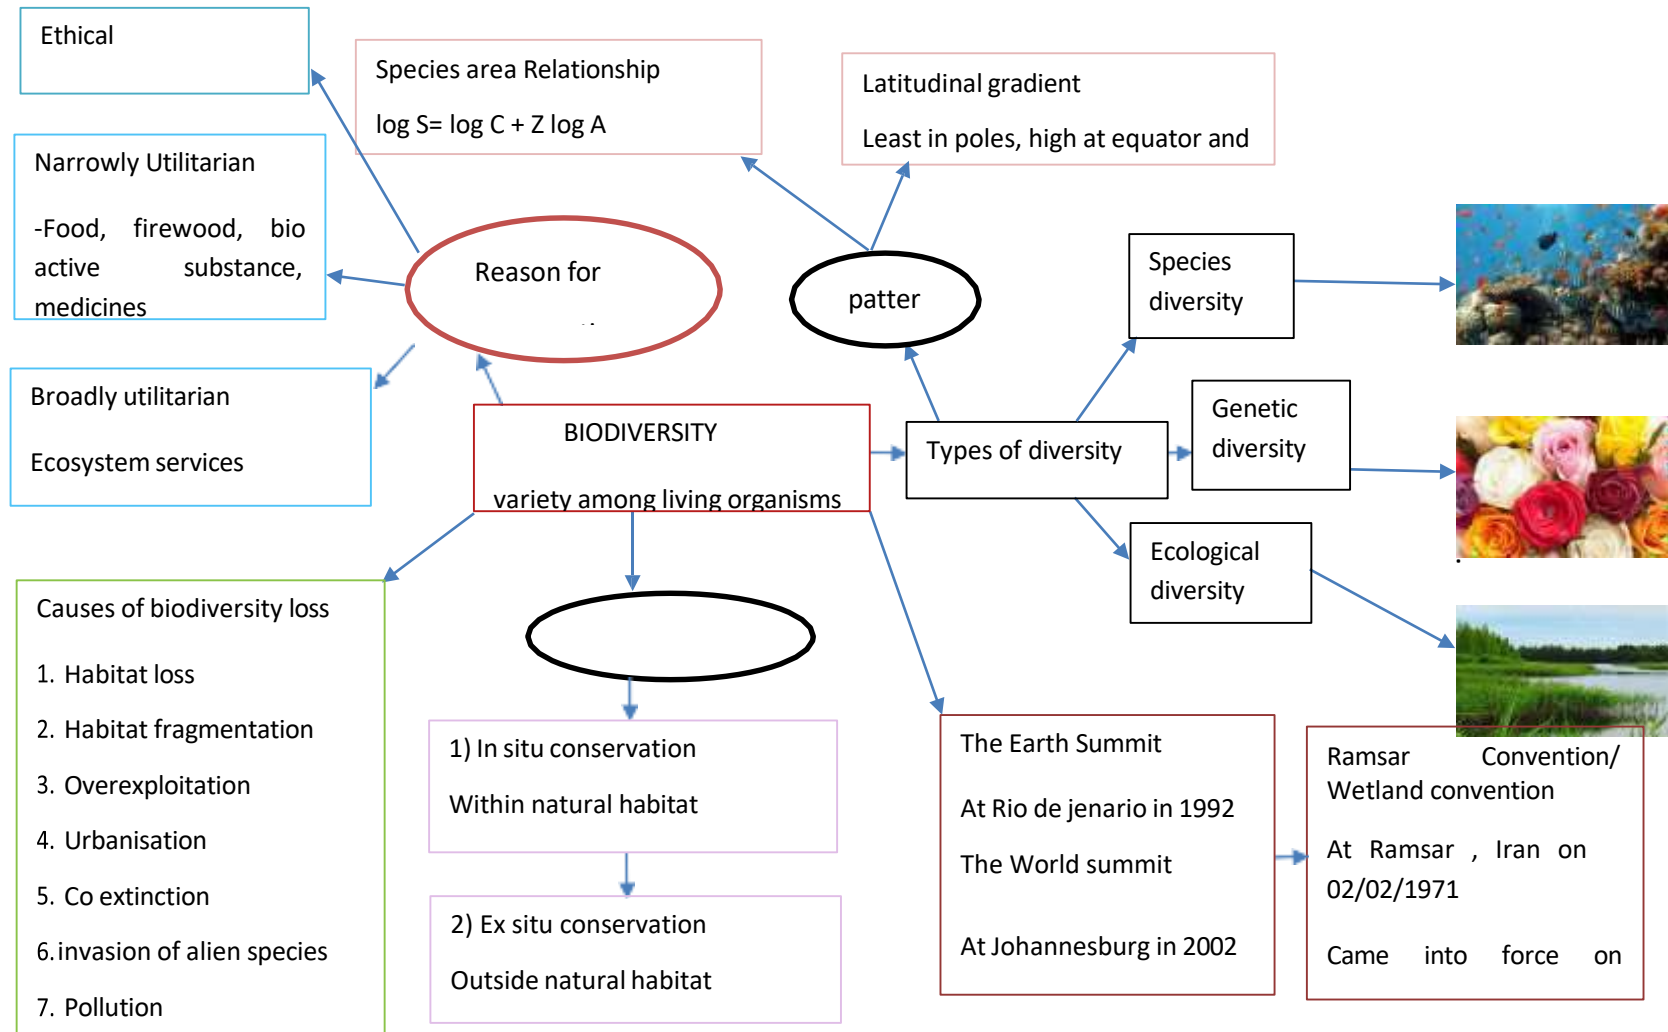 Ethical
Species area Relationship
log S= log C + Z log A
Latitudinal gradient
Least in poles, high at equator and
Narrowly Utilitarian
-Food, firewood, bio
active substance,
medicines
Reason for
patter
Species
diversity
Broadly utilitarian
Ecosystem services
BIODIVERSITY
variety among living organisms
Types of diversity
Genetic
diversity
Ecological
diversity
Causes of biodiversity loss
1. Habitat loss
2. Habitat fragmentation
3. Overexploitation
4. Urbanisation
5. Co extinction
6.invasion of alien species
7. Pollution
1) In situ conservation
Within natural habitat
2) Ex situ conservation
Outside natural habitat
The Earth Summit
At Rio de jenario in 1992
The World summit
At Johannesburg in 2002
Ramsar Convention/
Wetland convention
At Ramsar , Iran on
02/02/1971
Came into force on